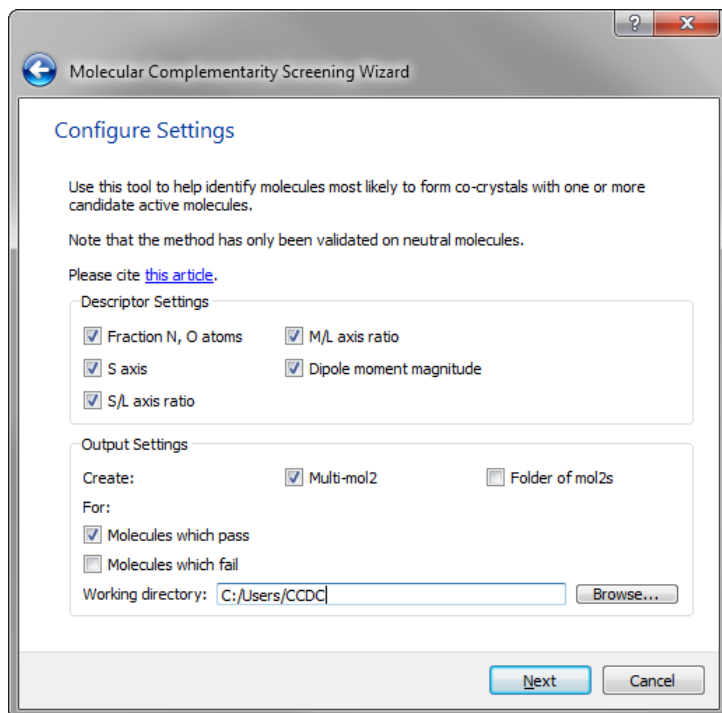 ?
Molecular Complementarity Screening Wizard
Configure Settings
Use this tool to help identify molecules most likely to form co-crystals with one or more
candidate active molecules.
Note that the method has only been validated on neutral molecules.
Please cite this article.
Descriptor Settings
Fraction N, O atoms M/L axis ratio
S axis Dipole moment magnitude
S/L axis ratio
Output Settings
Create: Multi-mol2 Folder of mol2s
For:
Molecules which pass
Molecules which fail
Working directory: C:/Users/CCDC Browse...
Next Cancel